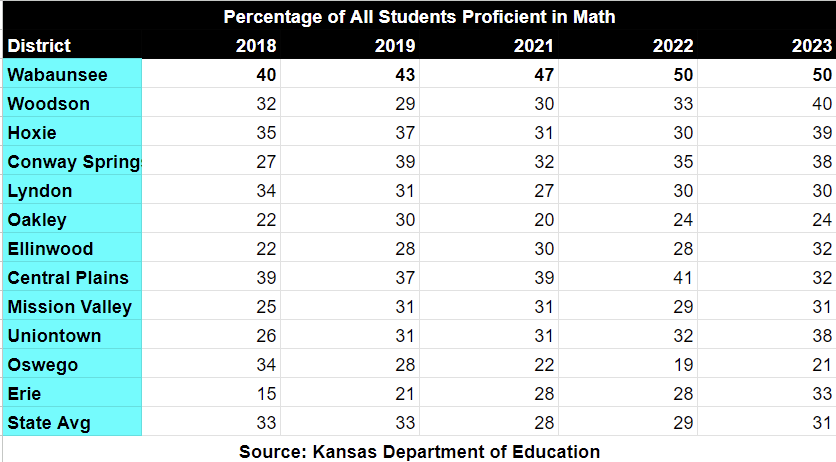 Percentage of All Students Proficient in Math
District 2018 2019 2021 2022 2023
Wabaunsee 40 43 47 50 50
Woodson 32 29 30 33 40
Hoxie 35 37 31 30 39
Conway Spring 27 39 32 35 38
Lyndon 34 31 27 30 30
Oakley 22 30 20 24 24
Ellinwood 22 28 30 28 32
Central Plains 39 37 39 41 32
Mission Valley 25 31 31 29 31
Uniontown 26 31 31 32 38
Oswego 34 28 22 19 21
Erie 15 21 28 28 33
State Avg 33 33 28 29 31
Source: Kansas Department of Education